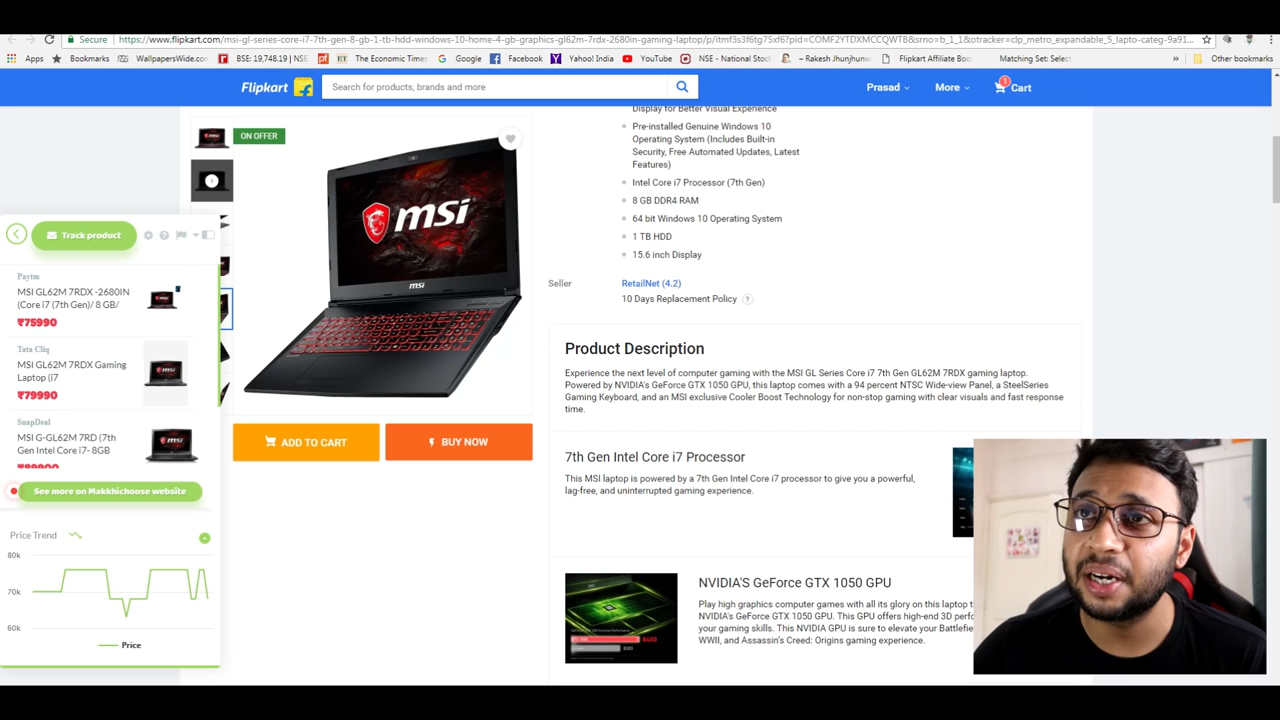 Secure
https://www.flipkart.com/msi-gl-series-core-i7-7th-gen-8-gb-1-tb-hdd-windows-10-home-4-gb-graphics-gl62m-7rdx-2680in-gaming-laptop/p/itmf3s3f6tg75xf6?pid=COMF2YTDXMCCQWTB&srno=b_1_1&otracker=clp_metro_expandable_5_lapto-categ-9a91...
Apps Bookmarks WallpapersWide.co BSE: 19,748.19 | NSE The Economic Times Google Facebook Yahoo! India YouTube NSE - National Stock – Rakesh Jhunjhunw Flipkart Affiliate Boo Matching Set: Select » Other bookmarks
Flipkart
Search for products, brands and more
Prasad
More
1
Cart
Display for Better Visual Experience
Pre-installed Genuine Windows 10
Operating System (Includes Built-in
Security, Free Automated Updates, Latest
Features)
Intel Core i7 Processor (7th Gen)
8 GB DDR4 RAM
64 bit Windows 10 Operating System
1 TB HDD
15.6 inch Display
ON OFFER
msi
msi
Seller
RetailNet (4.2)
10 Days Replacement Policy ?
ADD TO CART
BUY NOW
Product Description
Experience the next level of computer gaming with the MSI GL Series Core i7 7th Gen GL62M 7RDX gaming laptop.
Powered by NVIDIA's GeForce GTX 1050 GPU, this laptop comes with a 94 percent NTSC Wide-view Panel, a SteelSeries
Gaming Keyboard, and an MSI exclusive Cooler Boost Technology for non-stop gaming with clear visuals and fast response
time.
7th Gen Intel Core i7 Processor
This MSI laptop is powered by a 7th Gen Intel Core i7 processor to give you a powerful,
lag-free, and uninterrupted gaming experience.
NVIDIA'S GeForce GTX 1050 GPU
Play high graphics computer games with all its glory on this laptop
NVIDIA's GeForce GTX 1050 GPU. This GPU offers high-end 3D
your gaming skills. This NVIDIA GPU is sure to elevate your
WWII, and Assassin's Creed: Origins gaming experience.
Track product
Paytm
MSI GL62M 7RDX -2680IN
(Core i7 (7th Gen)/ 8 GB/
₹75990
Tata Cliq
MSI GL62M 7RDX Gaming
Laptop (i7
₹79990
SnapDeal
MSI G-GL62M 7RD (7th
Gen Intel Core i7- 8GB
See more on Makkhichoose website
Price Trend
80k
70k
60k
Price